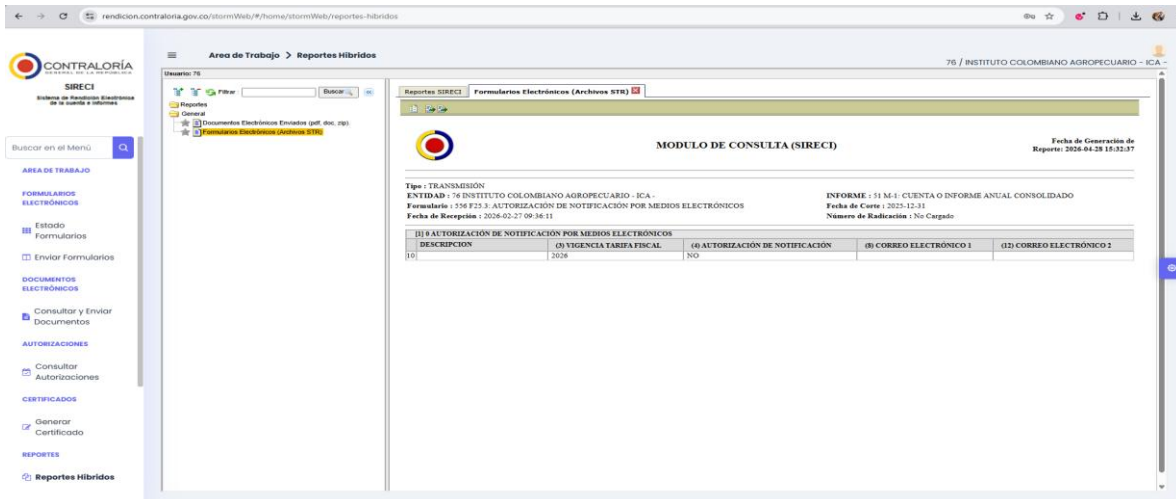 rendicion.contraloria.gov.co/stormWeb/#/home/stormWeb/reportes-hibridos
CONTRALORÍA
GENERAL DE LA REPÚBLICA
SIRECI
Sistema de Rendición Electrónica
de la cuenta e informes
Buscar en el Menú
AREA DE TRABAJO
FORMULARIOS
ELECTRÓNICOS
Estado
Formularios
Enviar Formularios
DOCUMENTOS
ELECTRÓNICOS
Consultar y Enviar
Documentos
AUTORIZACIONES
Consultar
Autorizaciones
CERTIFICADOS
Generar
Certificado
REPORTES
Reportes Hibridos
Area de Trabajo > Reportes Hibridos
76 / INSTITUTO COLOMBIANO AGROPECUARIO - ICA -
Usuario: 76
Filtrar: Buscar
Reportes
General
Documentos Electrónicos Enviados (pdf, doc, zip).
Formularios Electrónicos (Archivos STR)
Reportes SIRECI Formularios Electrónicos (Archivos STR)
MODULO DE CONSULTA (SIRECI)
Fecha de Generación de
Reporte: 2026-04-28 15:32:37
Tipo : TRANSMISIÓN
ENTIDAD : 76 INSTITUTO COLOMBIANO AGROPECUARIO - ICA - INFORME : 51 M-1: CUENTA O INFORME ANUAL CONSOLIDADO
Formulario : 556 F25.3: AUTORIZACIÓN DE NOTIFICACIÓN POR MEDIOS ELECTRÓNICOS Fecha de Corte : 2025-12-31
Fecha de Recepción : 2026-02-27 09:36:11 Número de Radicación : No Cargado
[1] 0 AUTORIZACIÓN DE NOTIFICACIÓN POR MEDIOS ELECTRÓNICOS
DESCRIPCION (3) VIGENCIA TARIFA FISCAL (4) AUTORIZACIÓN DE NOTIFICACIÓN (8) CORREO ELECTRÓNICO 1 (12) CORREO ELECTRÓNICO 2
10 2026 NO